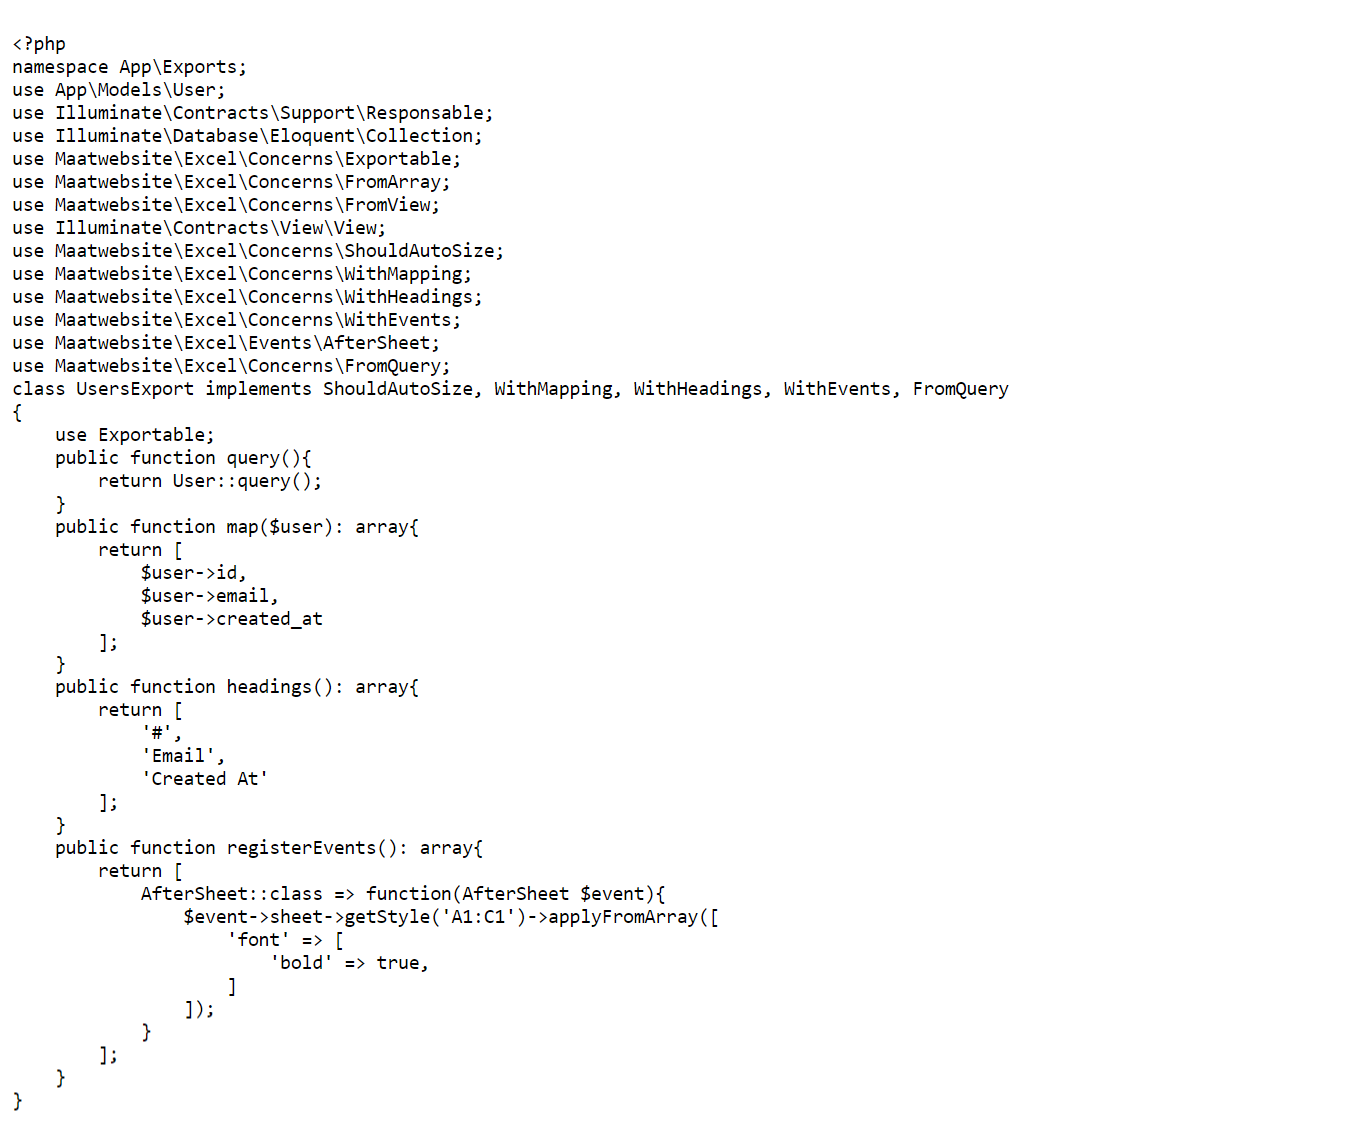 <?php
namespace App\Exports;
use App\Models\User;
use Illuminate\Contracts\Support\Responsable;
use Illuminate\Database\Eloquent\Collection;
use Maatwebsite\Excel\Concerns\Exportable;
use Maatwebsite\Excel\Concerns\FromArray;
use Maatwebsite\Excel\Concerns\FromView;
use Illuminate\Contracts\View\View;
use Maatwebsite\Excel\Concerns\ShouldAutoSize;
use Maatwebsite\Excel\Concerns\WithMapping;
use Maatwebsite\Excel\Concerns\WithHeadings;
use Maatwebsite\Excel\Concerns\WithEvents;
use Maatwebsite\Excel\Events\AfterSheet;
use Maatwebsite\Excel\Concerns\FromQuery;
class UsersExport implements ShouldAutoSize, WithMapping, WithHeadings, WithEvents, FromQuery
{
    use Exportable;
    public function query(){
        return User::query();
    }
    public function map($user): array{
        return [
            $user->id,
            $user->email,
            $user->created_at
        ];
    }
    public function headings(): array{
        return [
            '#',
            'Email',
            'Created At'
        ];
    }
    public function registerEvents(): array{
        return [
            AfterSheet::class => function(AfterSheet $event){
                $event->sheet->getStyle('A1:C1')->applyFromArray([
                    'font' => [
                        'bold' => true,
                    ]
                ]);
            }
        ];
    }
}